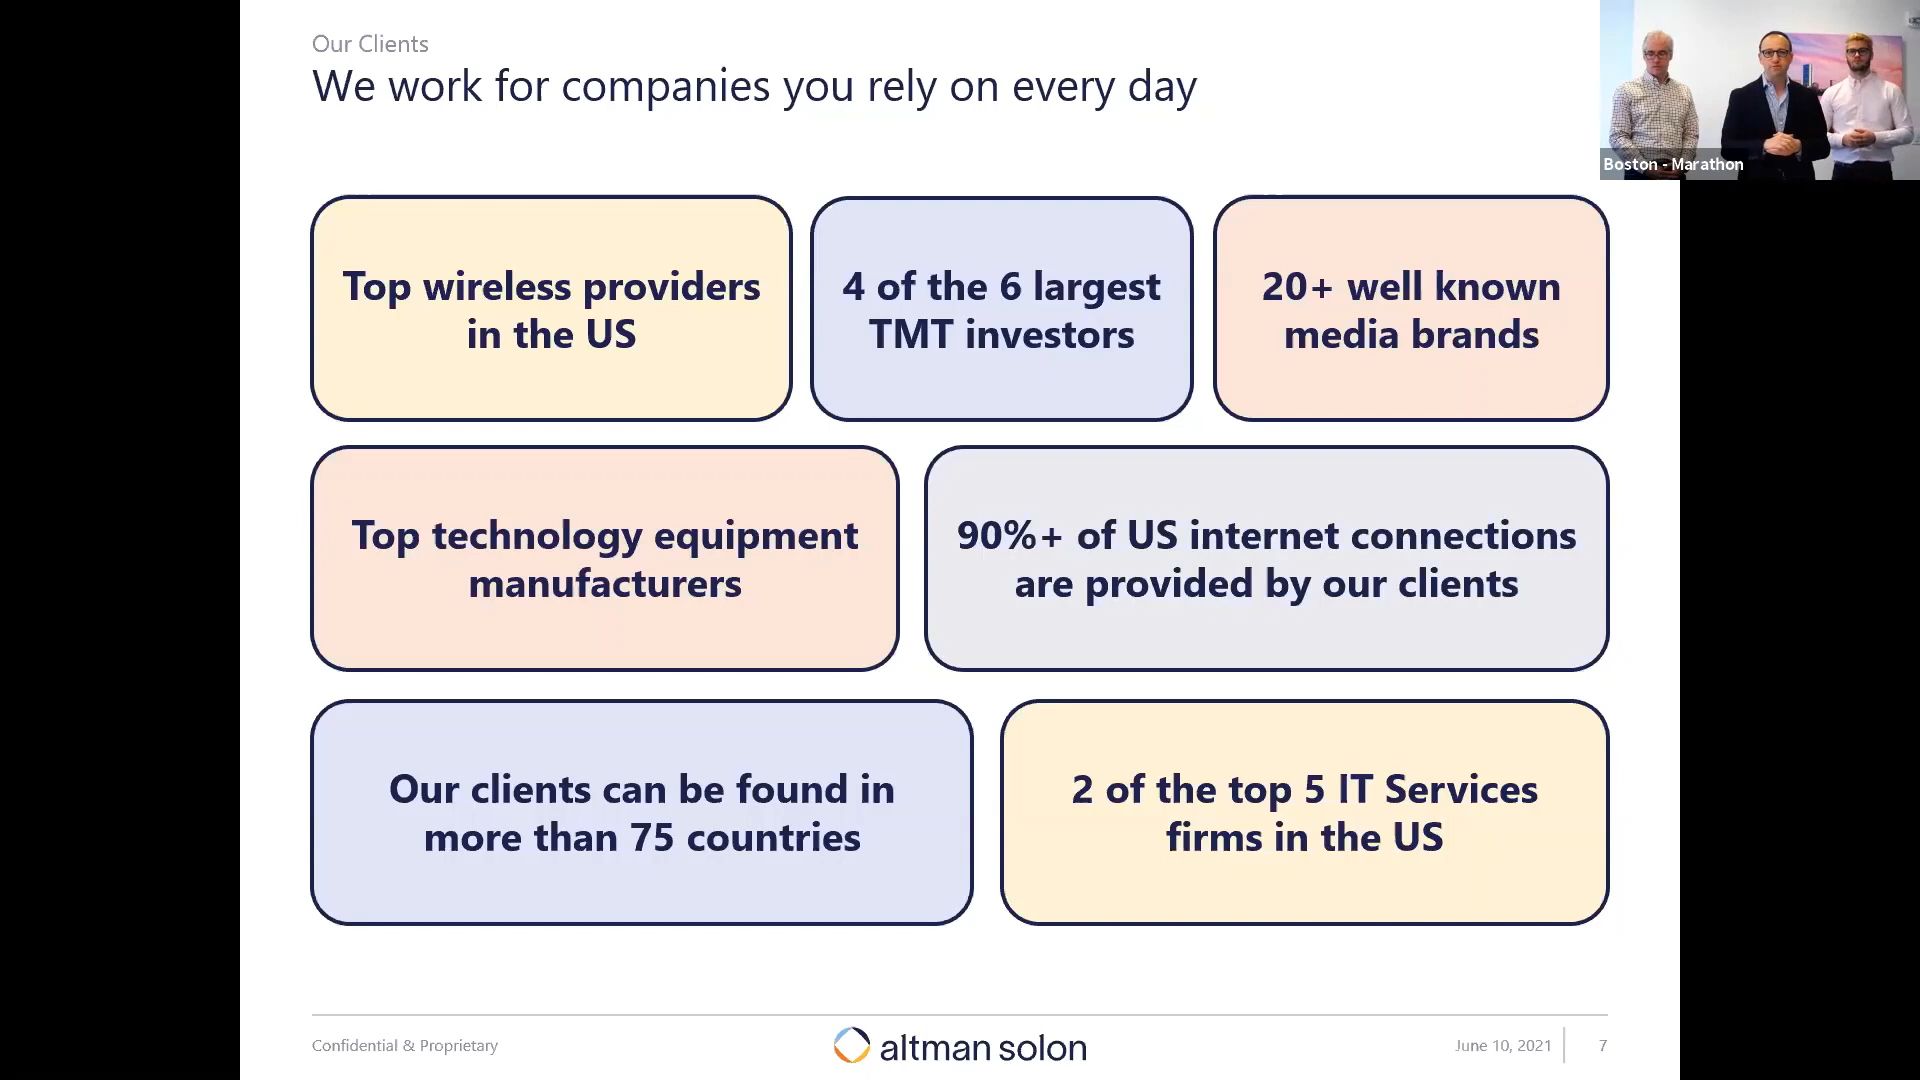 Our Clients
We work for companies you rely on every day
Boston - Marathon
Top wireless providers
in the US
4 of the 6 largest
TMT investors
20+ well known
media brands
Top technology equipment
manufacturers
90%+ of US internet connections
are provided by our clients
Our clients can be found in
more than 75 countries
2 of the top 5 IT Services
firms in the US
Confidential & Proprietary
altman solon
June 10, 2021
7